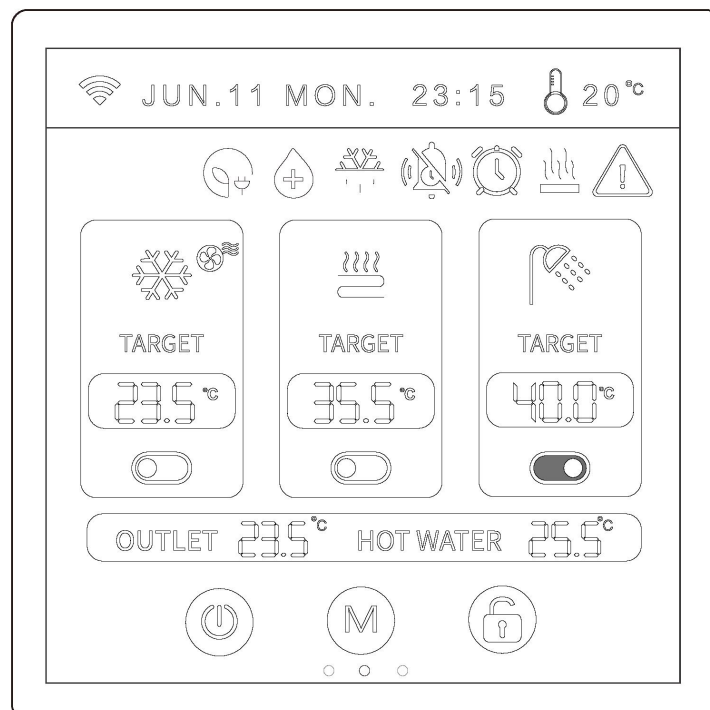 JUN.11 MON. 23:15 20°C
TARGET TARGET TARGET
23.5°C 35.5°C 40.0°C
OUTLET 23.5°C HOT WATER 25.5°C
M